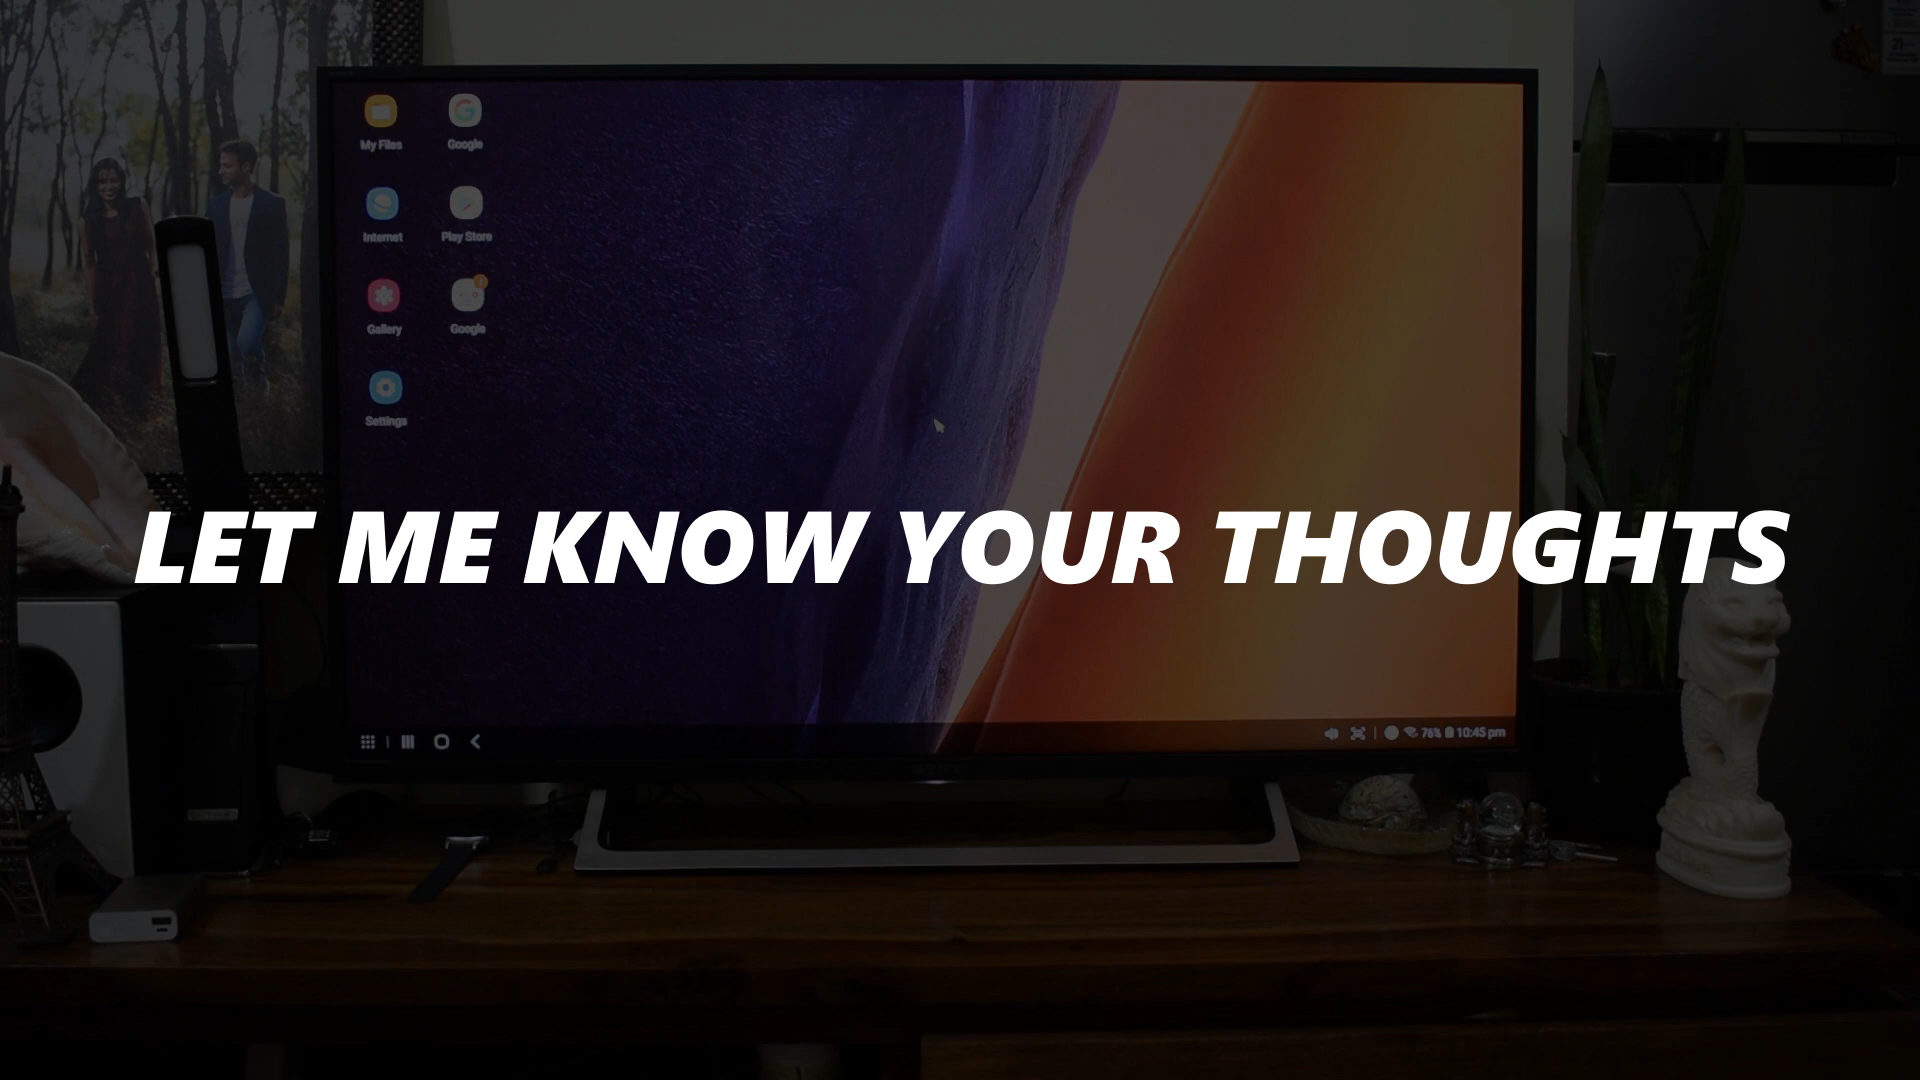 My Files
Google
Internet
Play Store
Gallery
Google
Settings
LET ME KNOW YOUR THOUGHTS
76% 10:45 pm